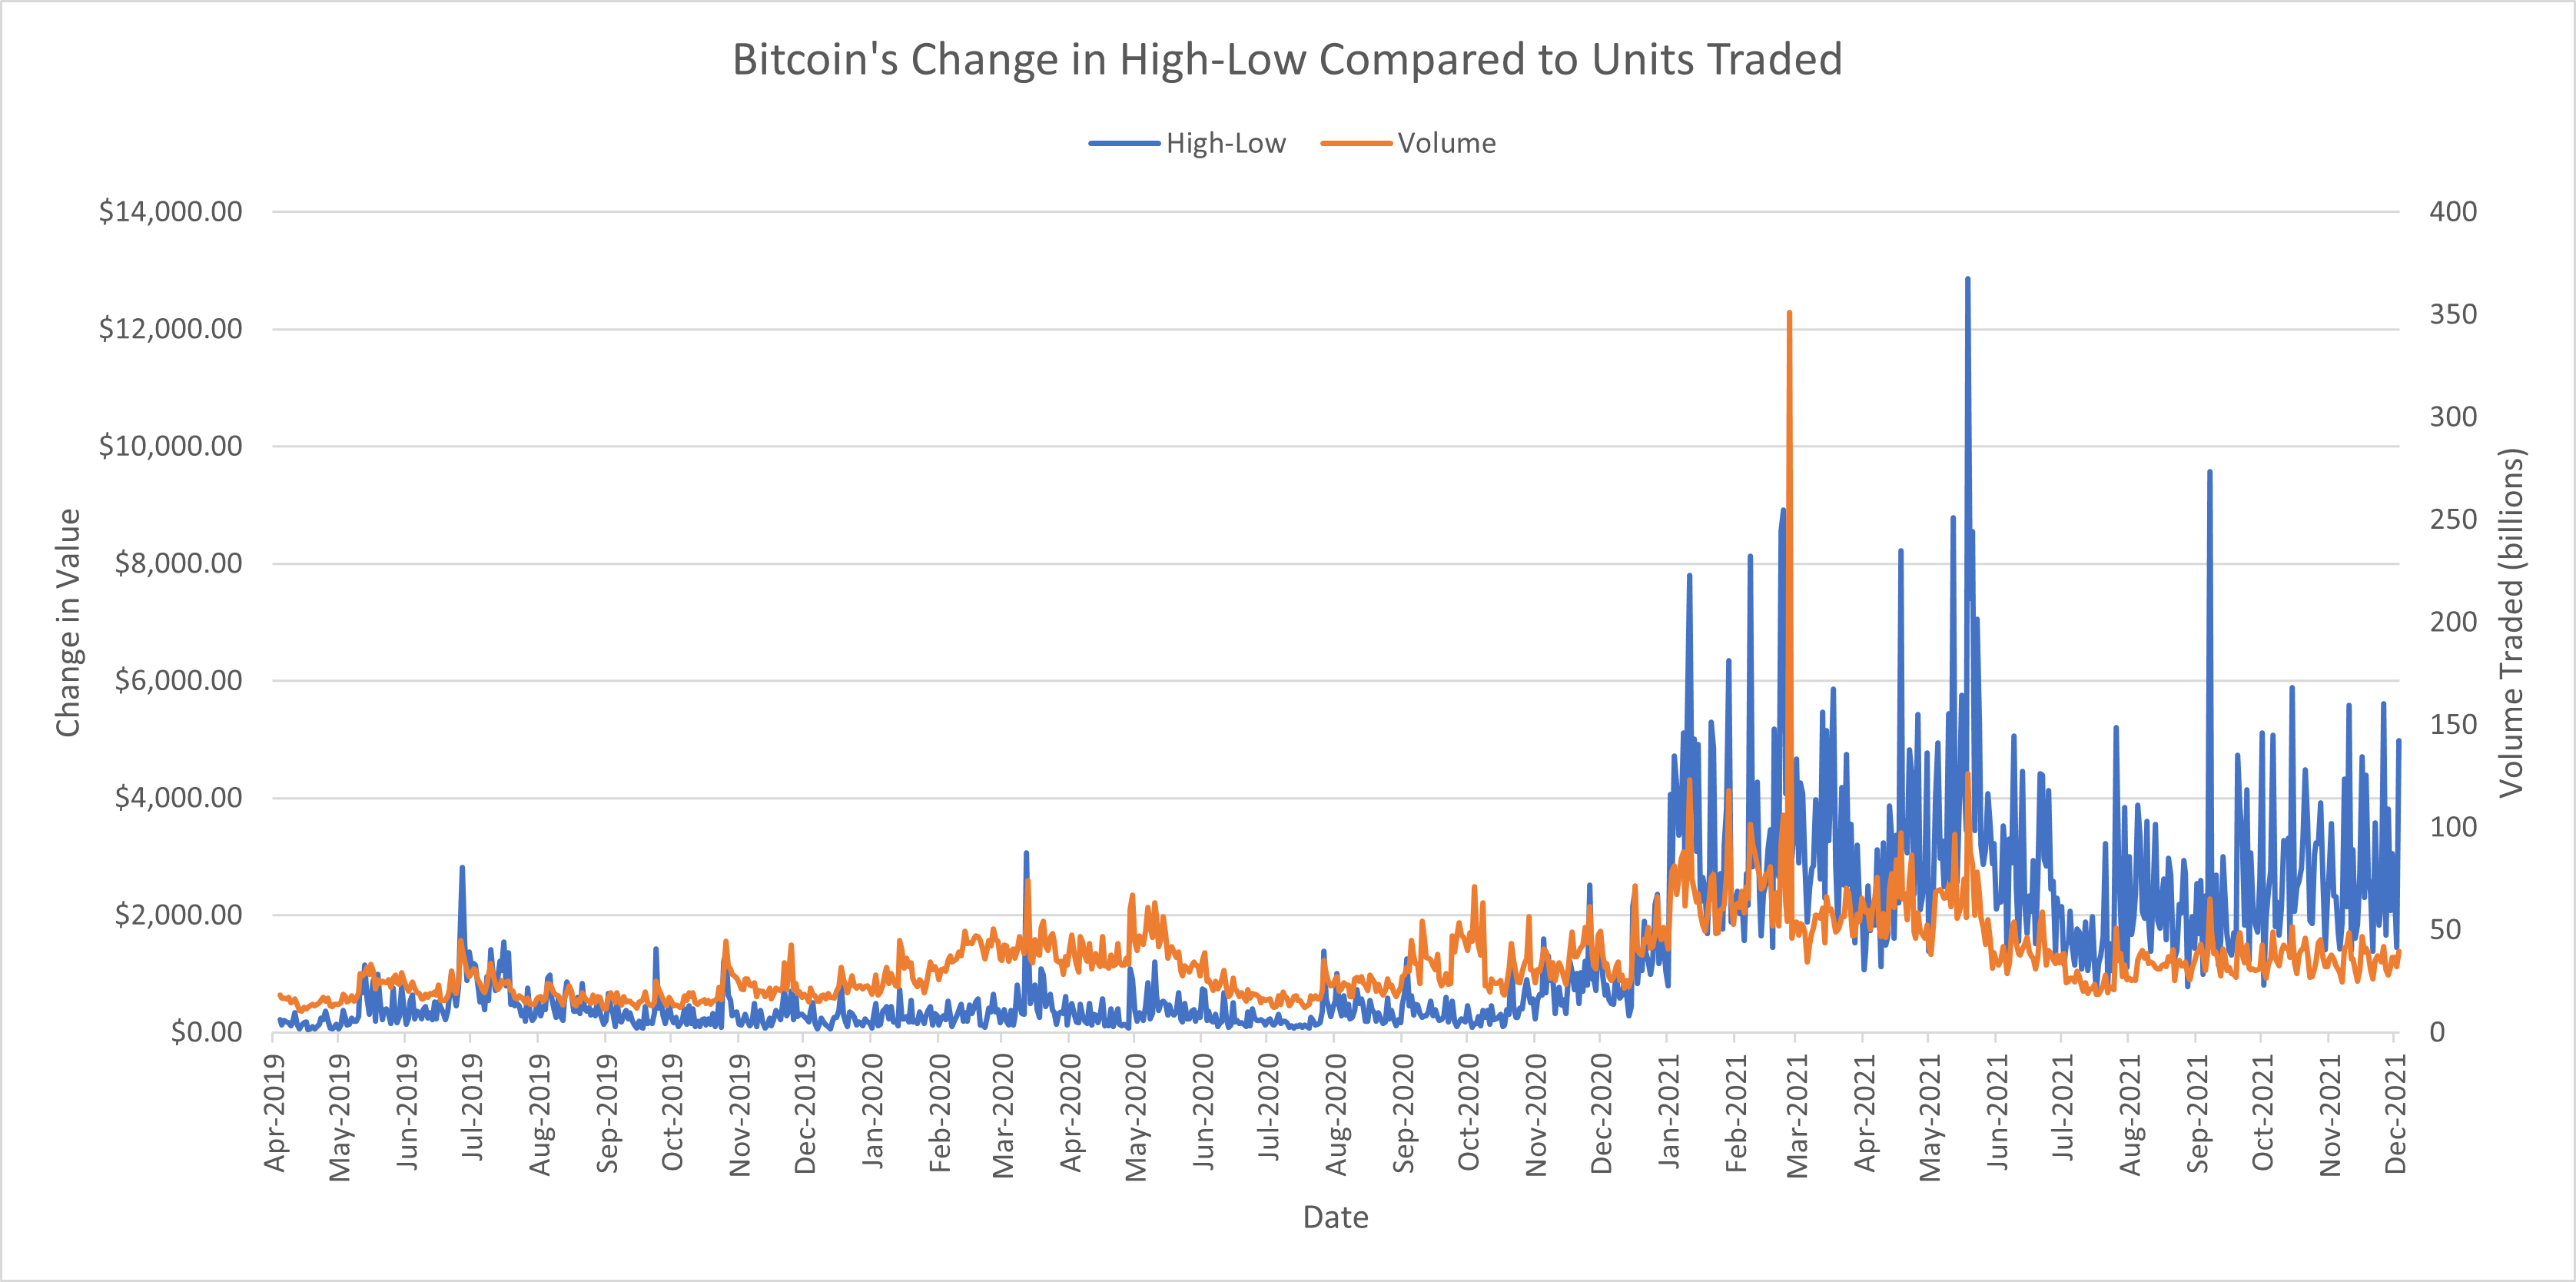 Bitcoin's Change in High-Low Compared to Units Traded
High-Low
Volume
$14,000.00
$12,000.00
$10,000.00
$8,000.00
$6,000.00
$4,000.00
$2,000.00
$0.00
Change in Value
400
350
300
250
200
150
100
50
0
Volume Traded (billions)
Apr-2019
May-2019
Jun-2019
Jul-2019
Aug-2019
Sep-2019
Oct-2019
Nov-2019
Dec-2019
Jan-2020
Feb-2020
Mar-2020
Apr-2020
May-2020
Jun-2020
Jul-2020
Aug-2020
Sep-2020
Oct-2020
Nov-2020
Dec-2020
Jan-2021
Feb-2021
Mar-2021
Apr-2021
May-2021
Jun-2021
Jul-2021
Aug-2021
Sep-2021
Oct-2021
Nov-2021
Dec-2021
Date